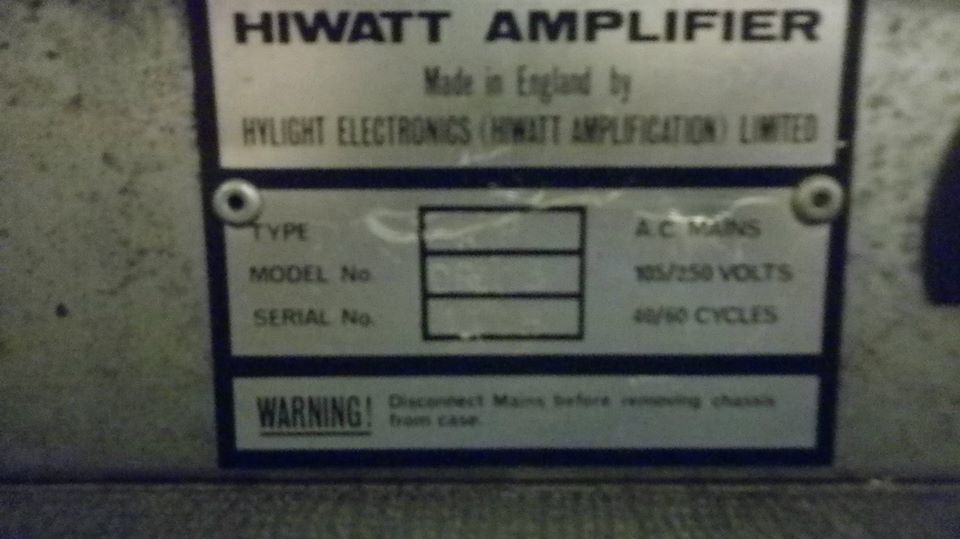 HIWATT AMPLIFIER
Made in England by
HYLIGHT ELECTRONICS (HIWATT AMPLIFICATION) LIMITED
TYPE A.C. MAINS
MODEL No. 105/250 VOLTS
SERIAL No. 40/60 CYCLES
WARNING! Disconnect Mains before removing chassis
from case.